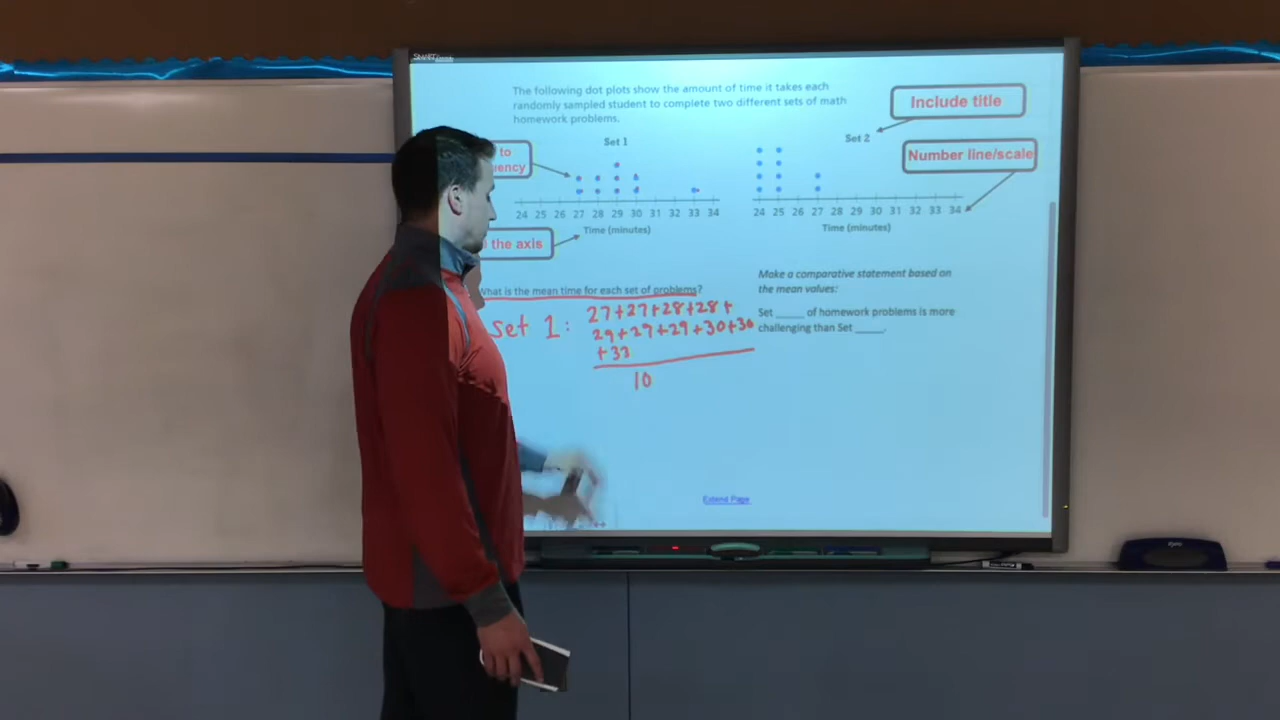 The following dot plots show the amount of time it takes each
randomly sampled student to complete two different sets of math
homework problems.
Include title
Set 1
Set 2
to
Number line/scale
24 25 26 27 28 29 30 31 32 33 34
24 25 26 27 28 29 30 31 32 33 34
Time (minutes)
Time (minutes)
the axis
What is the mean time for each set of problems?
Set 1:
27+27+28+28+
29+29+29+30+30
+33
10
Make a comparative statement based on
the mean values:
Set _____ of homework problems is more
challenging than Set _____.
Extend Page